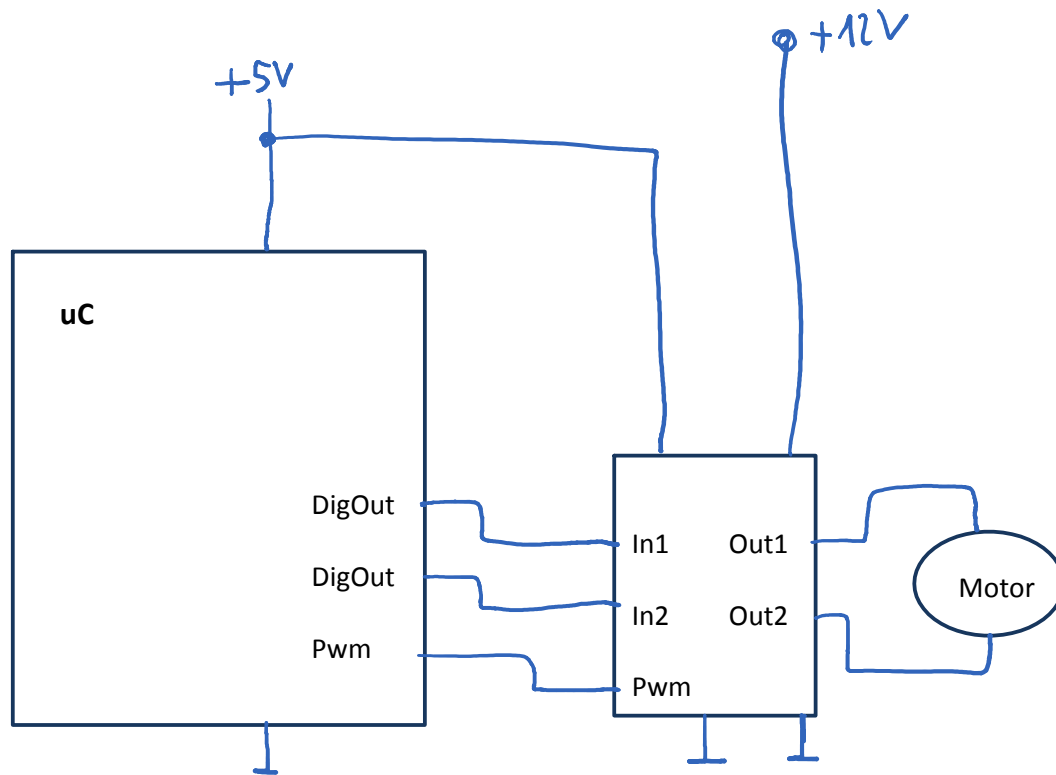 +12V
+5V
uC
DigOut
DigOut
Pwm
In1
In2
Pwm
Out1
Out2
Motor